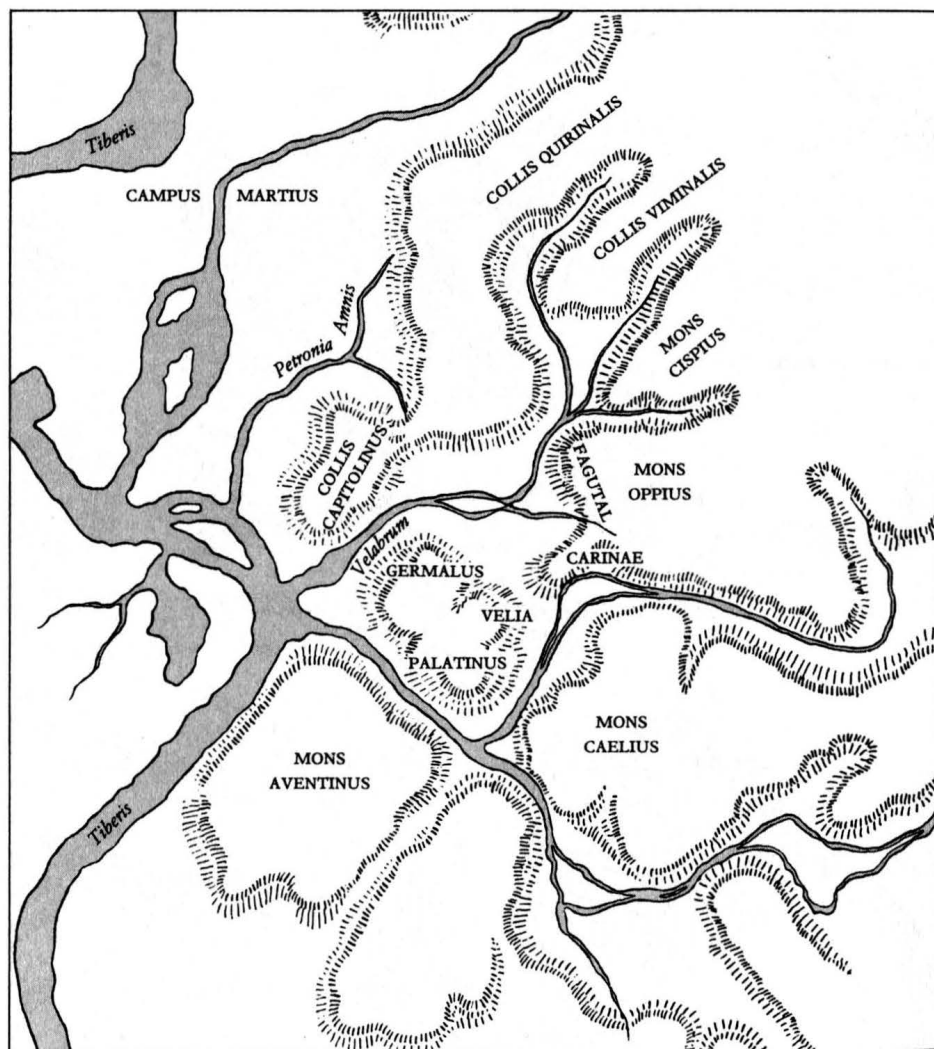 Tiberis
CAMPUS MARTIUS
COLLIS QUIRINALIS
COLLIS VIMINALIS
Petronia Amnis
MONS
CISPIUS
COLLIS
CAPITOLINUS
FAGUTAL
MONS
OPPIUS
Velabrum
GERMALUS
CARINAE
VELIA
PALATINUS
MONS
CAELIUS
MONS
AVENTINUS
Tiberis